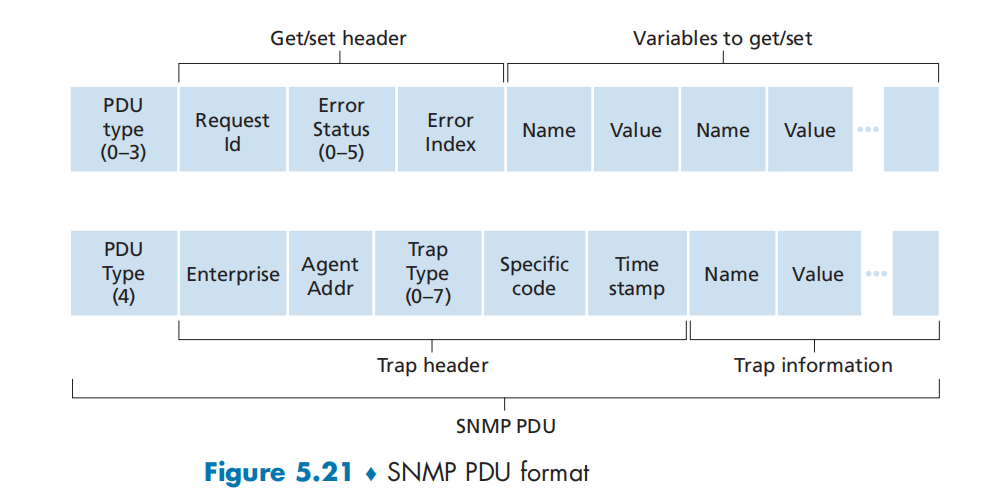 Get/set header
Variables to get/set
PDU
type
(0–3)
Request
Id
Error
Status
(0–5)
Error
Index
Name
Value
Name
Value
PDU
Type
(4)
Enterprise
Agent
Addr
Trap
Type
(0–7)
Specific
code
Time
stamp
Name
Value
Trap header
Trap information
SNMP PDU
Figure 5.21 ♦ SNMP PDU format